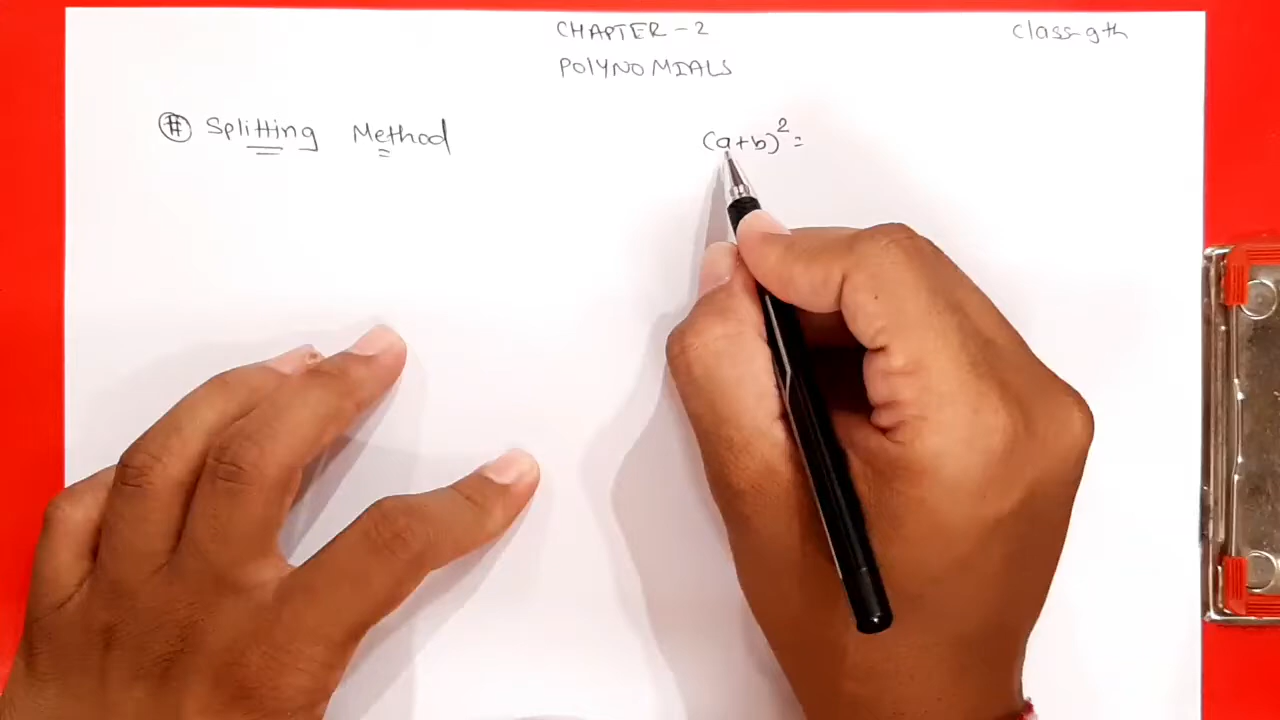 CHAPTER - 2
Class-9th
POLYNOMIALS
# Splitting Method
(a+b)² =